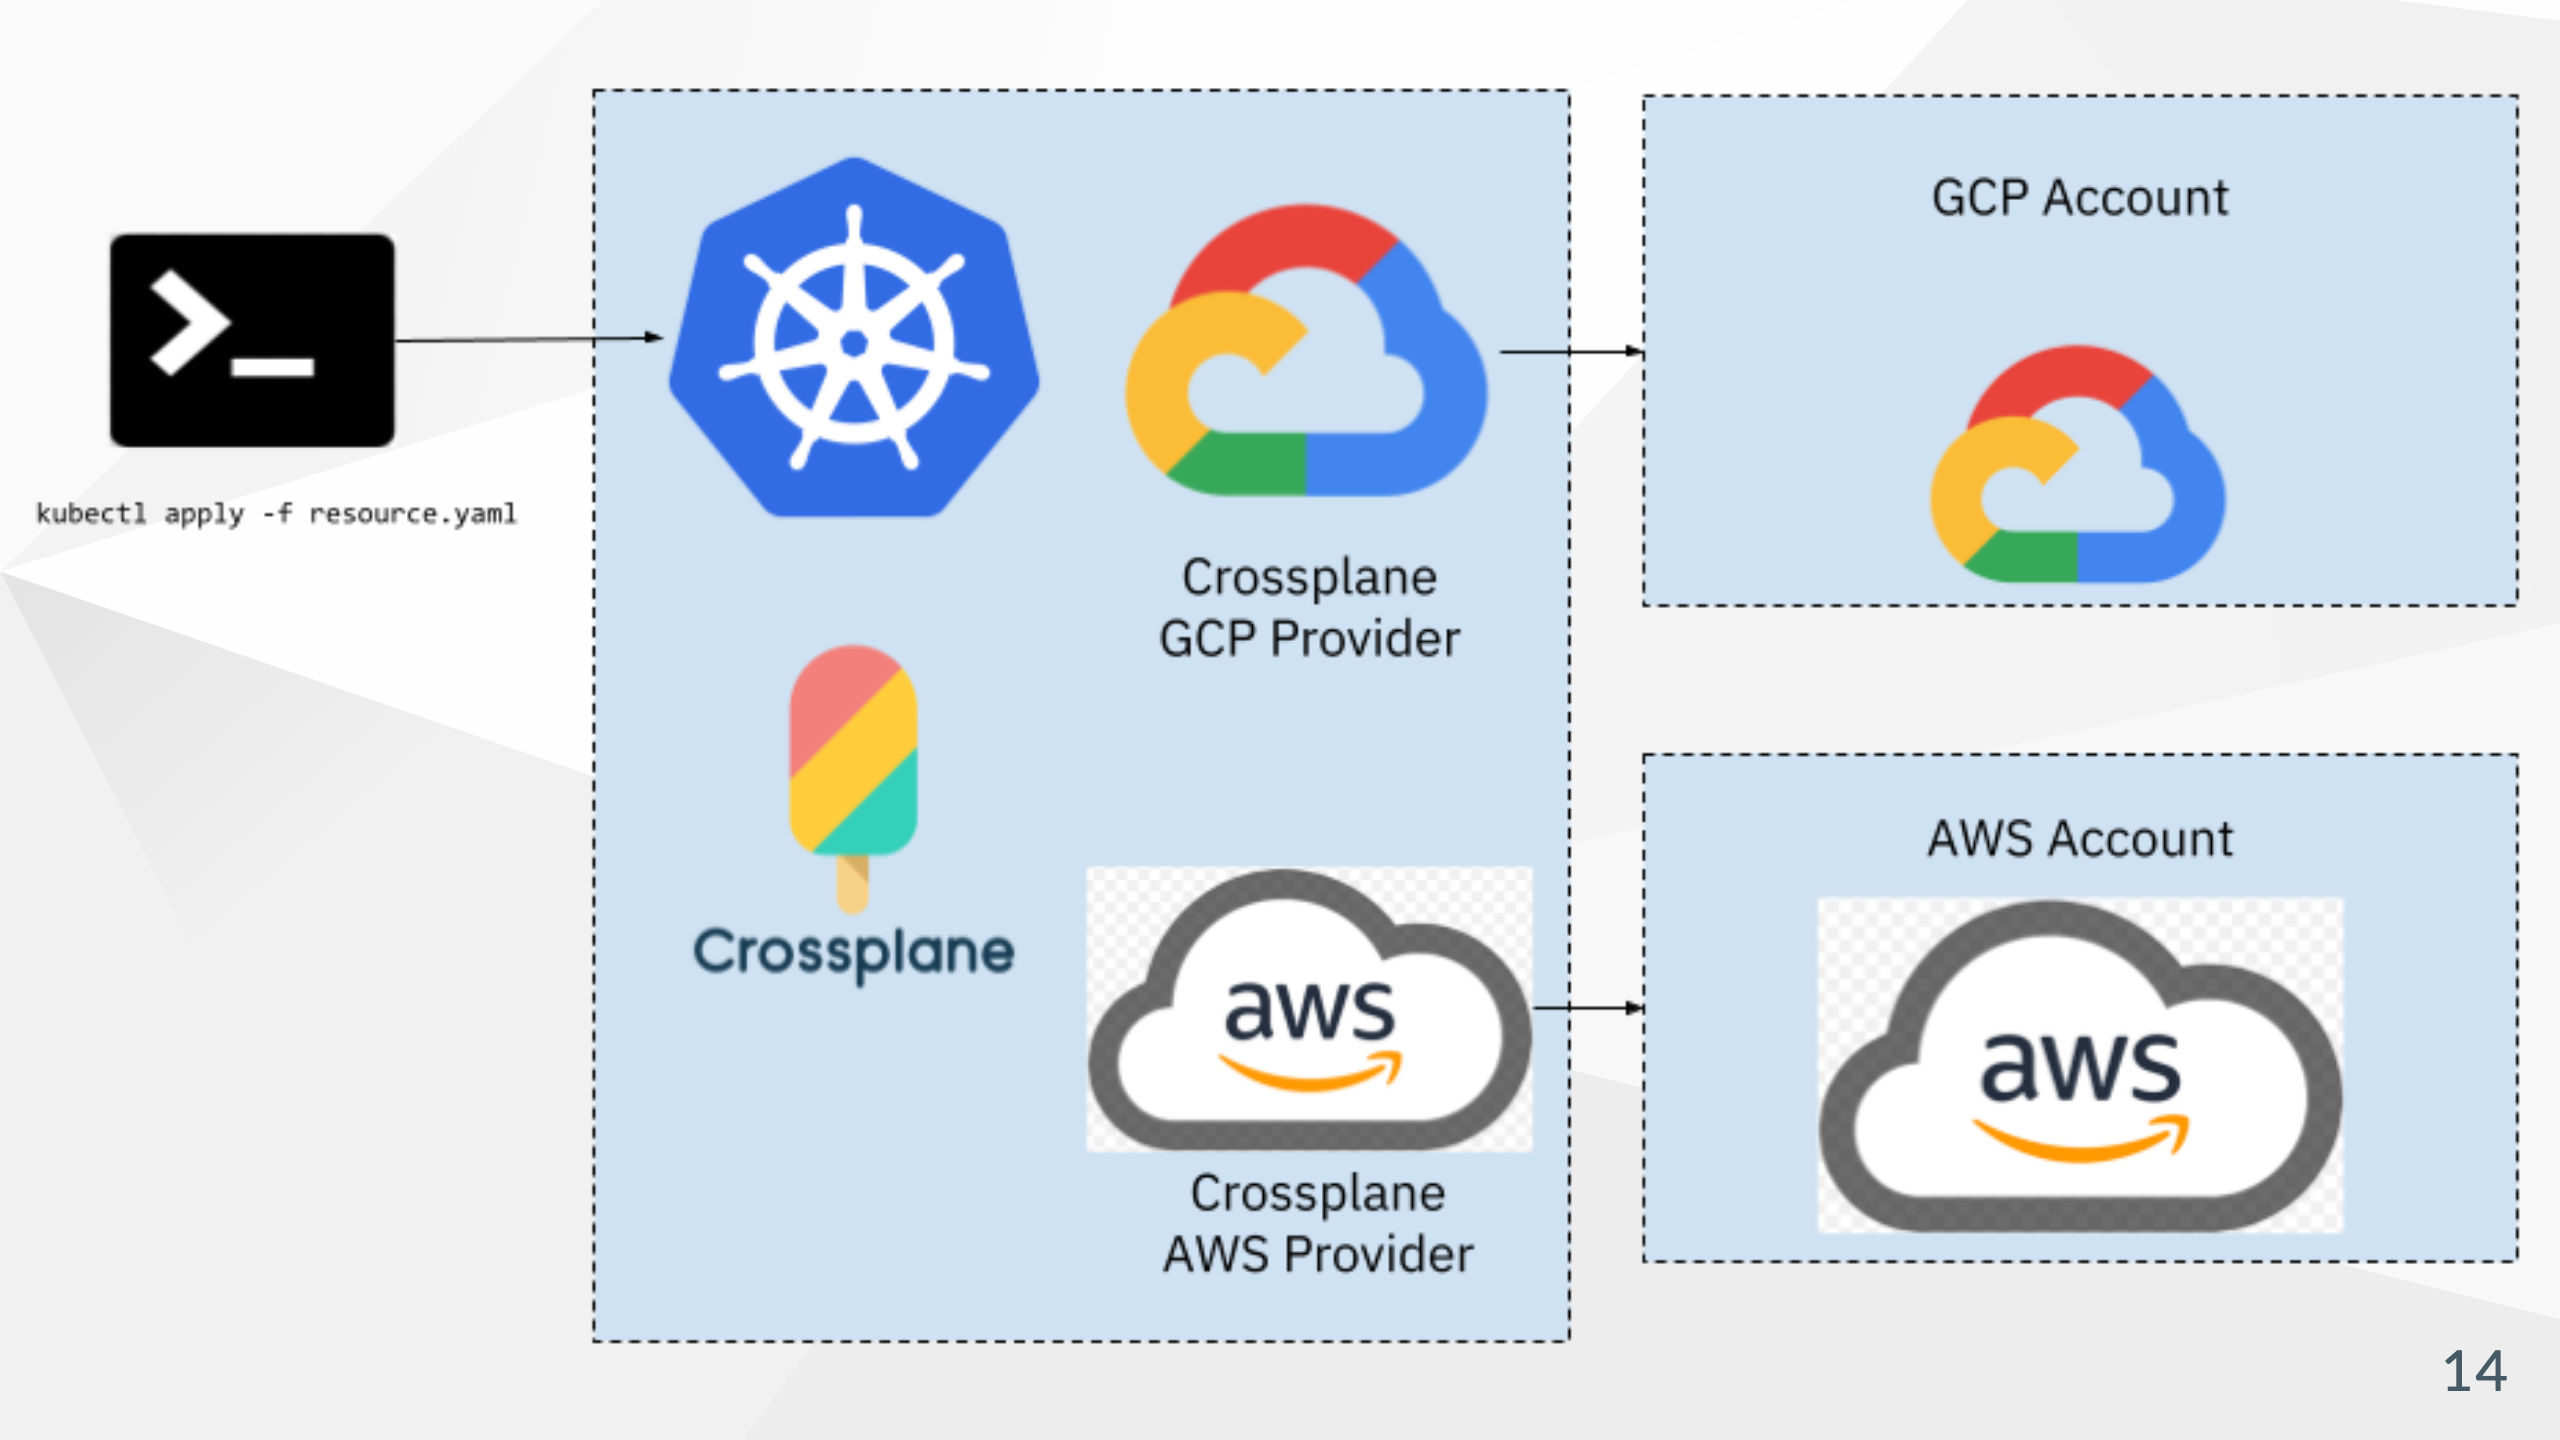 kubectl apply -f resource.yaml
Crossplane
GCP Provider
Crossplane
aws
Crossplane
AWS Provider
GCP Account
AWS Account
aws
14